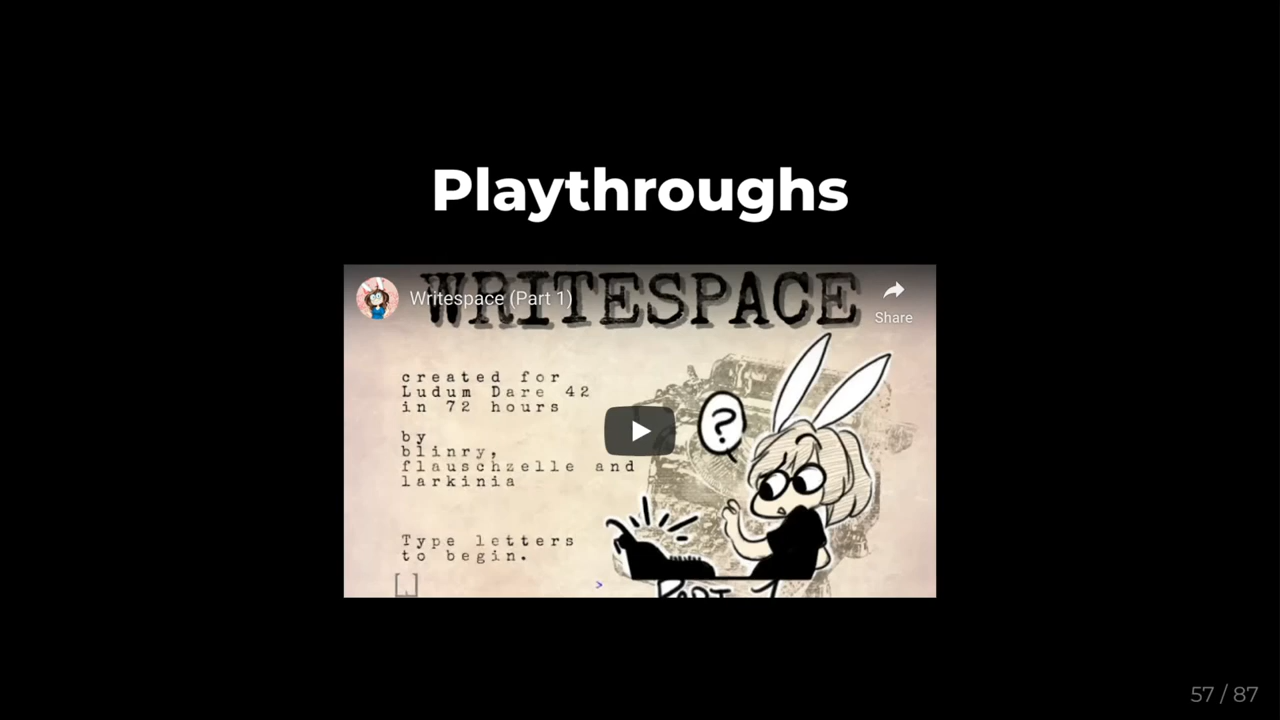 Playthroughs
WRITESPACE
Writespace (Part 1)
Share
created for
Ludum Dare 42
in 72 hours
?
by
blinry,
flauschzelle and
larkinia
Type letters
to begin.
>
57 / 87